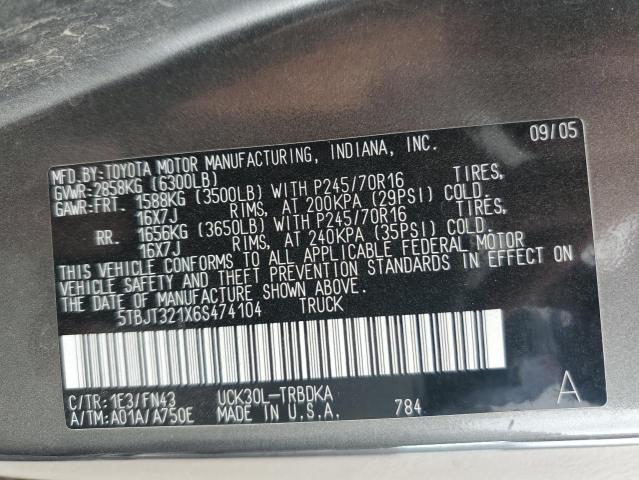 MFD.BY:TOYOTA MOTOR MANUFACTURING, INDIANA, INC. 09/05
GVWR:2858KG (6300LB)
GAWR:FRT. 1588KG (3500LB) WITH P245/70R16 TIRES,
16X7J RIMS, AT 200KPA (29PSI) COLD.
RR. 1656KG (3650LB) WITH P245/70R16 TIRES,
16X7J RIMS, AT 240KPA (35PSI) COLD.
THIS VEHICLE CONFORMS TO ALL APPLICABLE FEDERAL MOTOR
VEHICLE SAFETY AND THEFT PREVENTION STANDARDS IN EFFECT ON
THE DATE OF MANUFACTURE SHOWN ABOVE.
5TBJT321X6S474104 TRUCK
C/TR:1E3/FN43 UCK30L-TRBDKA A
A/TM:A01A/A750E MADE IN U.S.A. 784